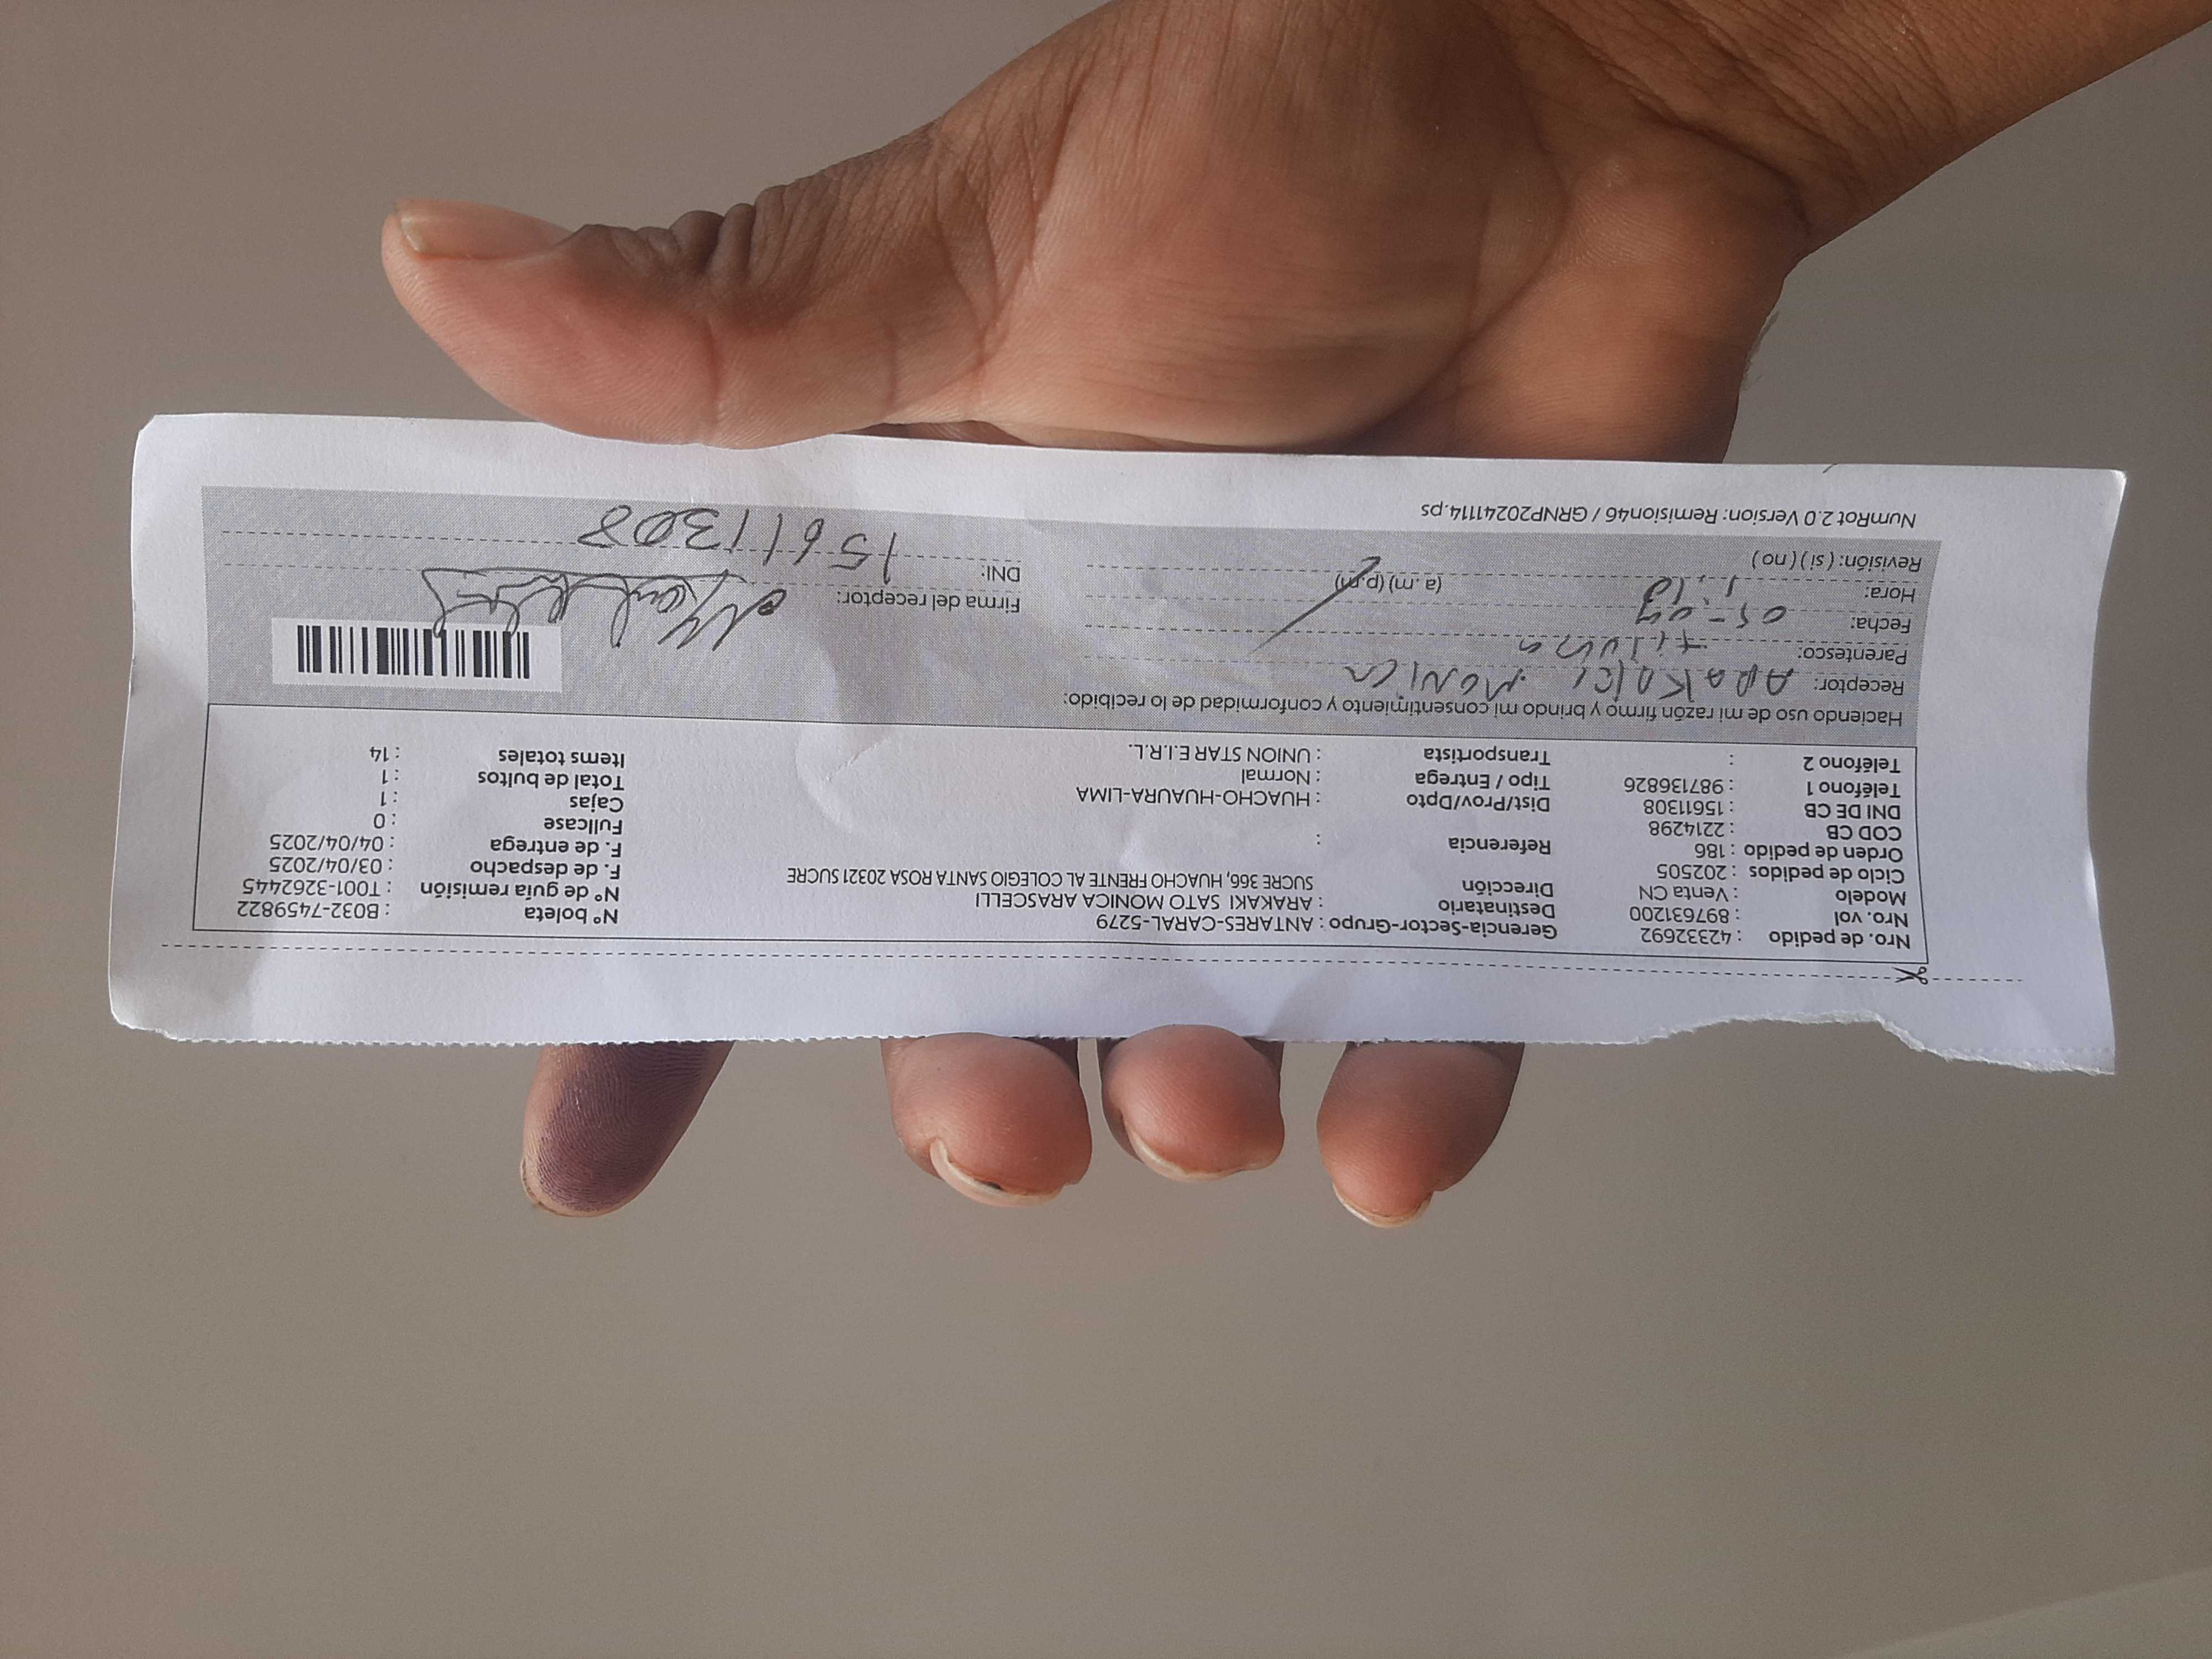 Nro. de pedido : 42332692 Gerencia-Sector-Grupo : ANTARES-CARAL-5279 Nº boleta : B032-7459822
Nro. vol : 897631200 Destinatario : ARAKAKI SATO MONICA ARASCELLI Nº de guía remisión : T001-3262445
Modelo : Venta CN Dirección SUCRE 366, HUACHO FRENTE AL COLEGIO SANTA ROSA 20321 SUCRE F. de despacho : 03/04/2025
Ciclo de pedidos : 202505 F. de entrega : 04/04/2025
Orden de pedido : 186 Referencia : Fullcase : 0
COD CB : 2214298 Cajas : 1
DNI DE CB : 15611308 Dist/Prov/Dpto : HUACHO-HUAURA-LIMA Total de bultos : 1
Teléfono 1 : 987136826 Tipo / Entrega : Normal Items totales : 14
Teléfono 2 : Transportista : UNION STAR E.I.R.L.
Haciendo uso de mi razón firmo y brindo mi consentimiento y conformidad de lo recibido:
Receptor: ARAKAKI MONICA
Parentesco: titular
Fecha: 05-04 Firma del receptor:
Hora: (a. m) (p.m) DNI: 15611308
Revisión: ( si ) ( no )
NumRot 2.0 Version: Remision46 / GRNP20241114.ps